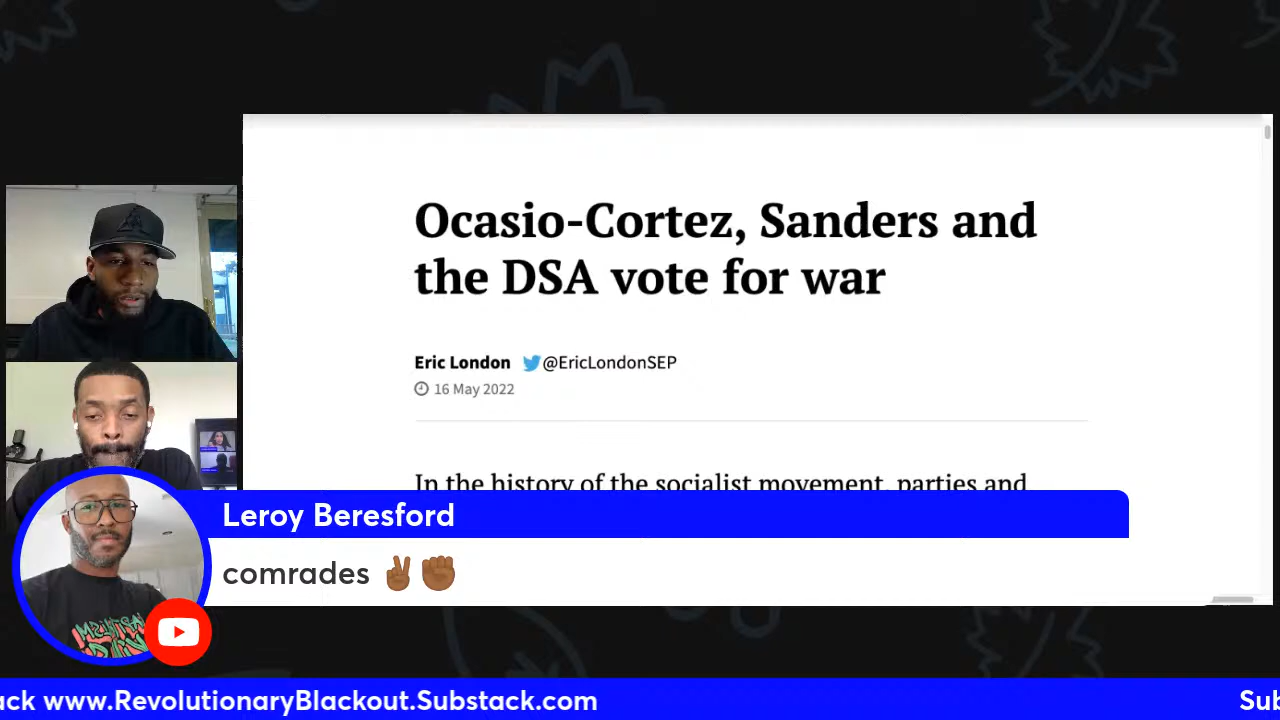 Ocasio-Cortez, Sanders and
the DSA vote for war
Eric London @EricLondonSEP
16 May 2022
In the history of the socialist movement, parties and
Leroy Beresford
comrades ✌🏾✊🏾
ack www.RevolutionaryBlackout.Substack.com
Sub